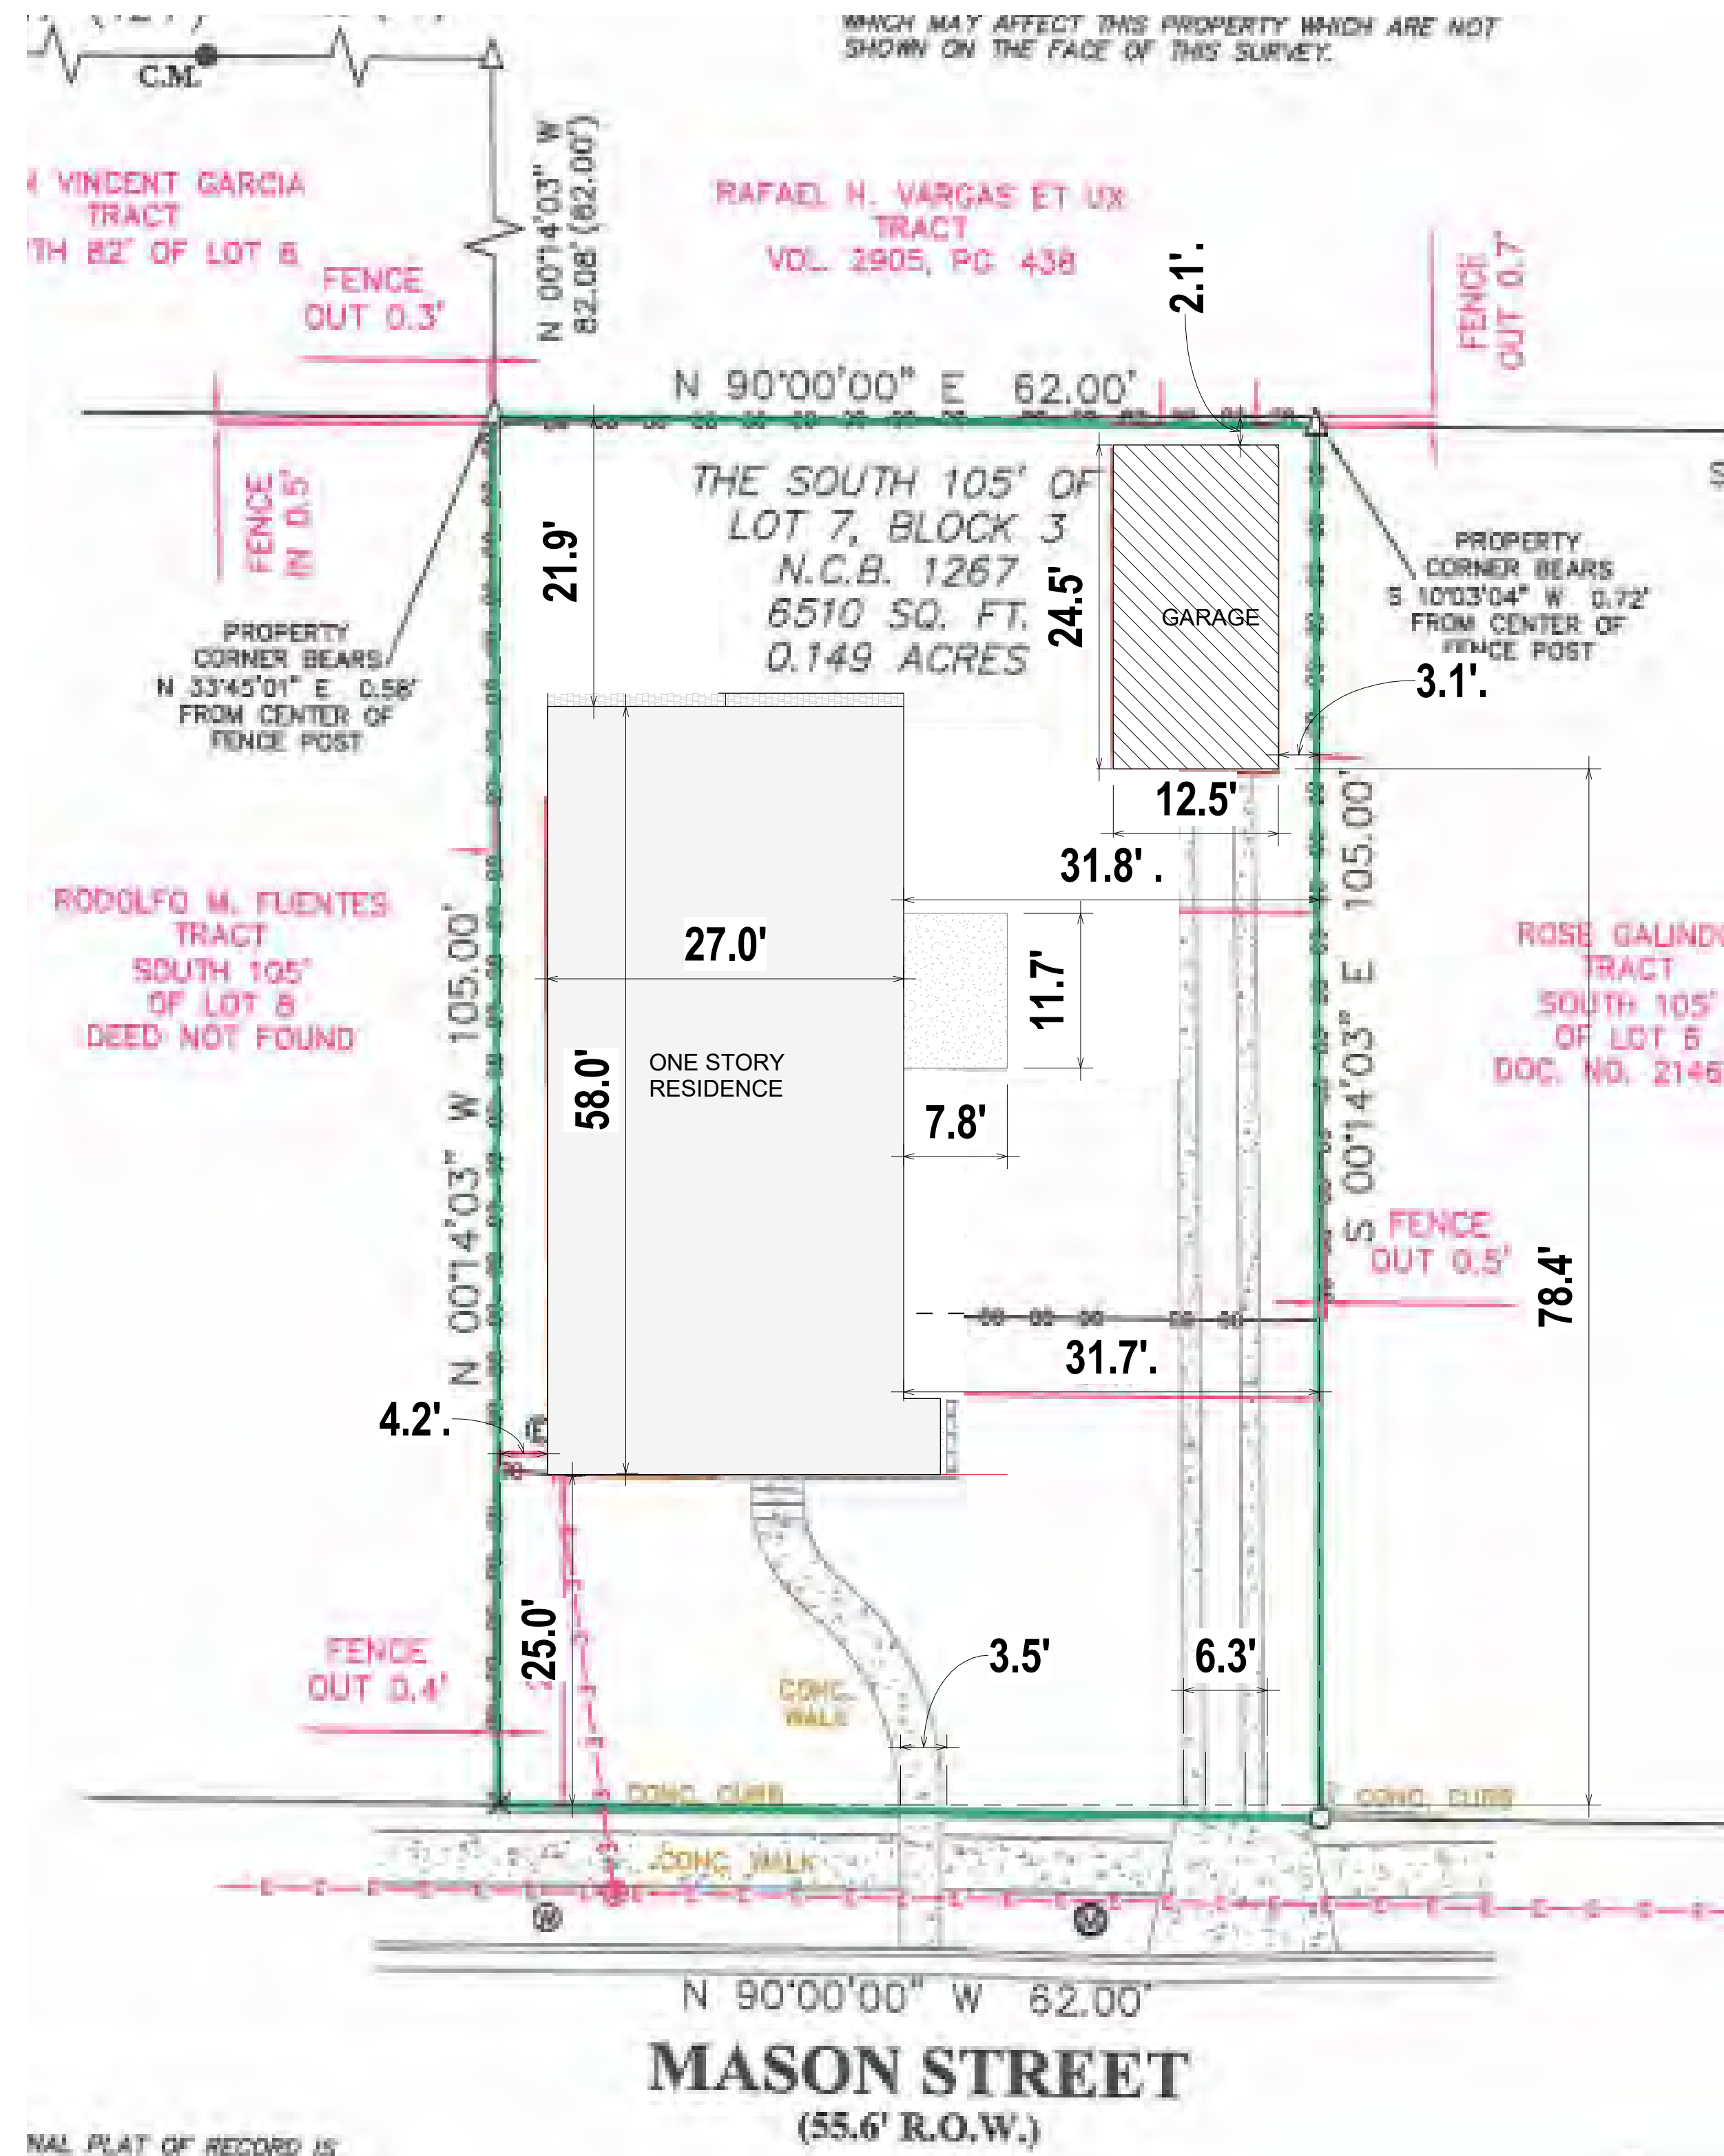 WHICH MAY AFFECT THIS PROPERTY WHICH ARE NOT
SHOWN ON THE FACE OF THIS SURVEY.
C.M.
N 00°14'03" W
82.08' (82.00')
VINCENT GARCIA
TRACT
TH 82' OF LOT 6
FENCE
OUT 0.3'
RAFAEL H. VARGAS ET UX
TRACT
VOL. 2905, PG 438
2.1'.
FENCE
OUT 0.7'
N 90°00'00" E 62.00'
FENCE
IN 0.5'
21.9'
THE SOUTH 105' OF
LOT 7, BLOCK 3
N.C.B. 1267
6510 SQ. FT.
0.149 ACRES
24.5'
GARAGE
PROPERTY
CORNER BEARS
S 10°03'04" W 0.72'
FROM CENTER OF
FENCE POST
PROPERTY
CORNER BEARS
N 33°45'01" E 0.58'
FROM CENTER OF
FENCE POST
3.1'.
12.5'
31.8' .
RODOLFO M. FUENTES
TRACT
SOUTH 105'
OF LOT 8
DEED NOT FOUND
N 00°14'03" W 105.00'
27.0'
11.7'
S 00°14'03" E 105.00'
ROSE GALIND
TRACT
SOUTH 105'
OF LOT 6
DOC. NO. 2146
58.0'
ONE STORY
RESIDENCE
7.8'
FENCE
OUT 0.5'
78.4'
31.7'.
4.2'.
E
25.0'
3.5'
6.3'
FENCE
OUT 0.4'
CONC.
WALK
CONC. CURB
CONC. CURB
CONC. WALK
W
N 90°00'00" W 62.00'
MASON STREET
(55.6' R.O.W.)
NAL PLAT OF RECORD IS